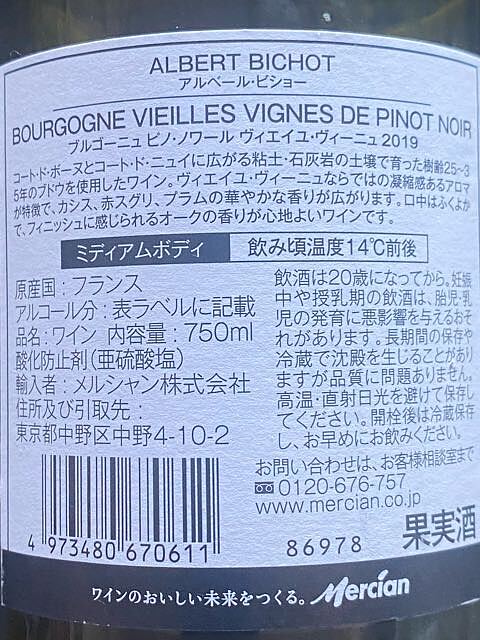 ALBERT BICHOT
アルベール・ビショー
BOURGOGNE VIEILLES VIGNES DE PINOT NOIR
ブルゴーニュ ピノ・ノワール ヴィエイユ・ヴィーニュ 2019
コート・ド・ボーヌとコート・ド・ニュイに広がる粘土・石灰岩の土壌で育った樹齢25~3
5年のブドウを使用したワイン。ヴィエイユ・ヴィーニュならではの凝縮感あるアロマ
が特徴で、カシス、赤スグリ、プラムの華やかな香りが広がります。口中はふくよか
で、フィニッシュに感じられるオークの香りが心地よいワインです。
ミディアムボディ 飲み頃温度14℃前後
原産国:フランス
アルコール分:表ラベルに記載
品名:ワイン 内容量:750ml
酸化防止剤(亜硫酸塩)
輸入者:メルシャン株式会社
住所及び引取先:
東京都中野区中野4-10-2
飲酒は20歳になってから。妊娠
中や授乳期の飲酒は、胎児・乳
児の発育に悪影響を与えるおそ
れがあります。長期間の保存や
冷蔵で沈殿を生じることがあり
ますが品質に問題ありません。
高温・直射日光を避けて保存し
てください。開栓後は冷蔵保存
し、お早めにお飲みください。
お問い合わせは、お客様相談室まで
0120-676-757
www.mercian.co.jp
4 973480 670611
86978
果実酒
ワインのおいしい未来をつくる。 Mercian